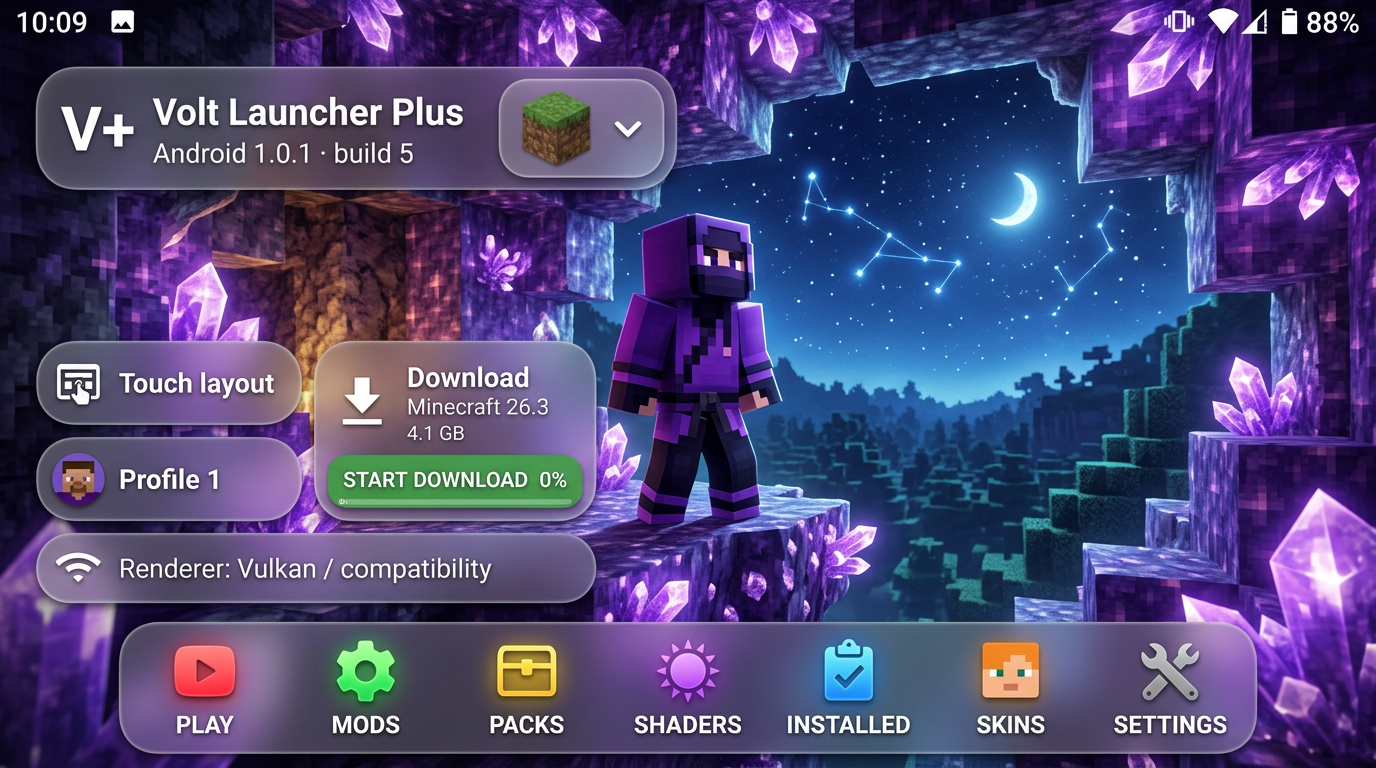 10:09
88%
V+
Volt Launcher Plus
Android 1.0.1 · build 5
Touch layout
Download
Minecraft 26.3
4.1 GB
START DOWNLOAD 0%
Profile 1
Renderer: Vulkan / compatibility
PLAY
MODS
PACKS
SHADERS
INSTALLED
SKINS
SETTINGS